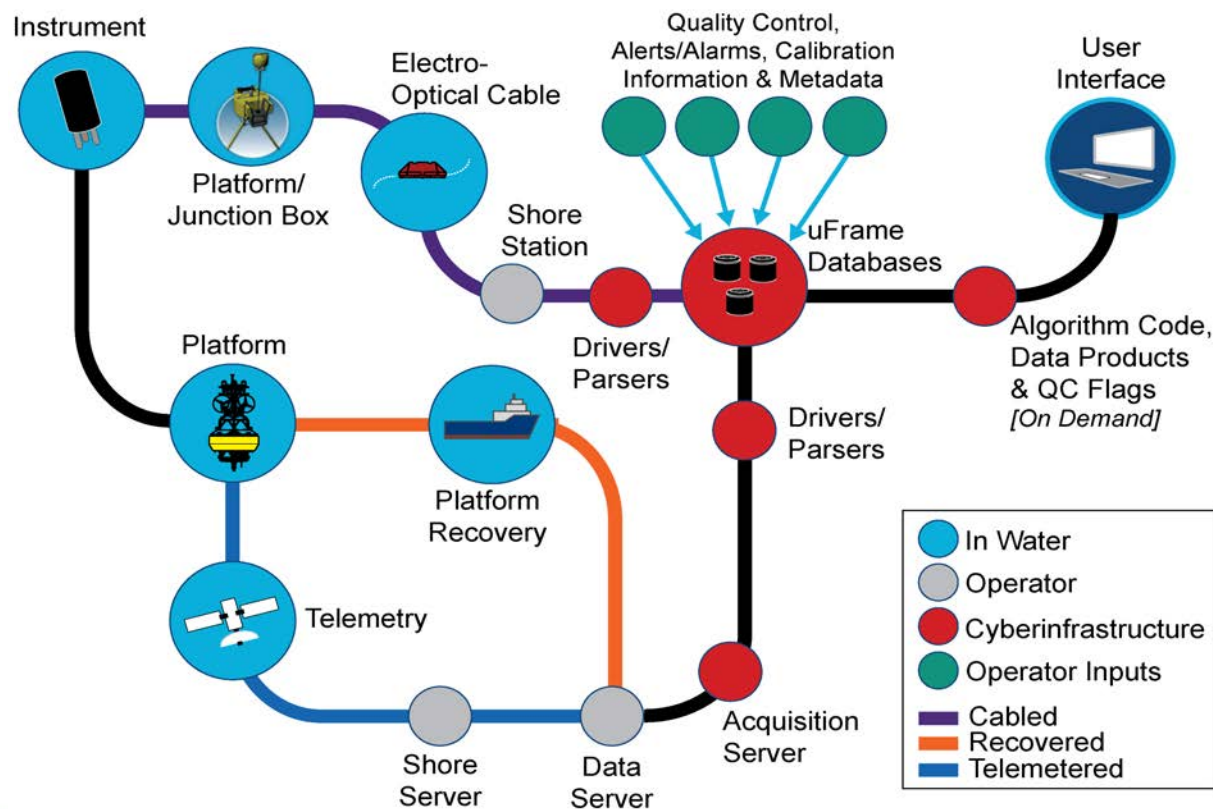 Instrument
Platform/
Junction Box
Electro-
Optical Cable
Shore
Station
Drivers/
Parsers
Quality Control,
Alerts/Alarms, Calibration
Information & Metadata
uFrame
Databases
User
Interface
Algorithm Code,
Data Products
& QC Flags
[On Demand]
Platform
Platform
Recovery
Drivers/
Parsers
Telemetry
Shore
Server
Data
Server
Acquisition
Server
In Water
Operator
Cyberinfrastructure
Operator Inputs
Cabled
Recovered
Telemetered